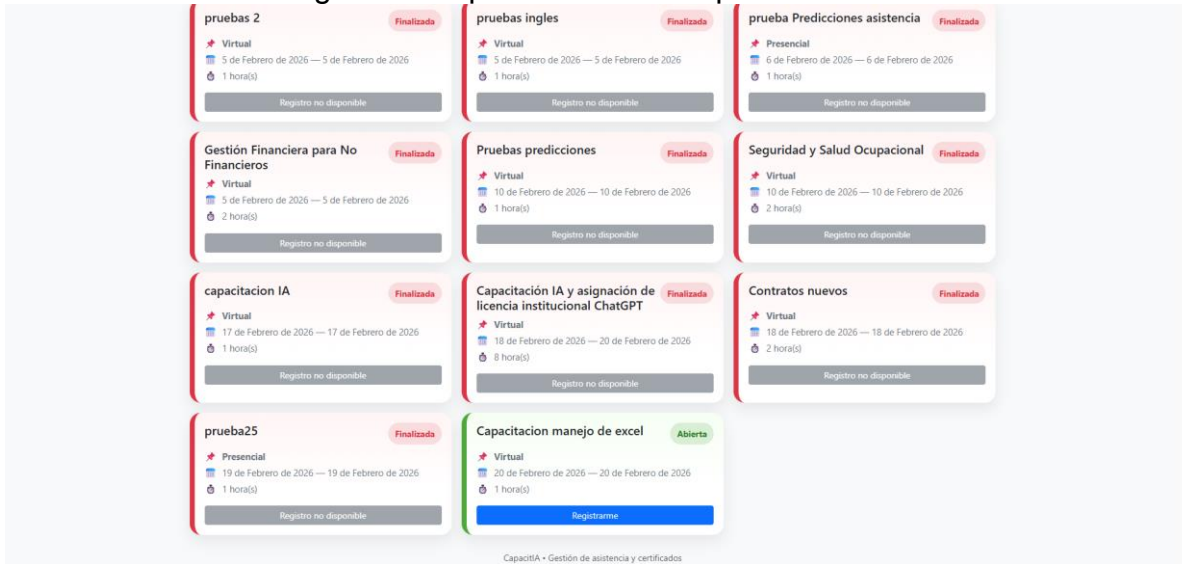 pruebas 2
Finalizada
Virtual
5 de Febrero de 2026 — 5 de Febrero de 2026
1 hora(s)
Registro no disponible
pruebas ingles
Finalizada
Virtual
5 de Febrero de 2026 — 5 de Febrero de 2026
1 hora(s)
Registro no disponible
prueba Predicciones asistencia
Finalizada
Presencial
6 de Febrero de 2026 — 6 de Febrero de 2026
1 hora(s)
Registro no disponible
Gestión Financiera para No
Financieros
Finalizada
Virtual
5 de Febrero de 2026 — 5 de Febrero de 2026
2 hora(s)
Registro no disponible
Pruebas predicciones
Finalizada
Virtual
10 de Febrero de 2026 — 10 de Febrero de 2026
1 hora(s)
Registro no disponible
Seguridad y Salud Ocupacional
Finalizada
Virtual
10 de Febrero de 2026 — 10 de Febrero de 2026
2 hora(s)
Registro no disponible
capacitacion IA
Finalizada
Virtual
17 de Febrero de 2026 — 17 de Febrero de 2026
1 hora(s)
Registro no disponible
Capacitación IA y asignación de
licencia institucional ChatGPT
Finalizada
Virtual
18 de Febrero de 2026 — 20 de Febrero de 2026
8 hora(s)
Registro no disponible
Contratos nuevos
Finalizada
Virtual
18 de Febrero de 2026 — 18 de Febrero de 2026
2 hora(s)
Registro no disponible
prueba25
Finalizada
Presencial
19 de Febrero de 2026 — 19 de Febrero de 2026
1 hora(s)
Registro no disponible
Capacitacion manejo de excel
Abierta
Virtual
20 de Febrero de 2026 — 20 de Febrero de 2026
1 hora(s)
Registrarme
CapacitIA • Gestión de asistencia y certificados